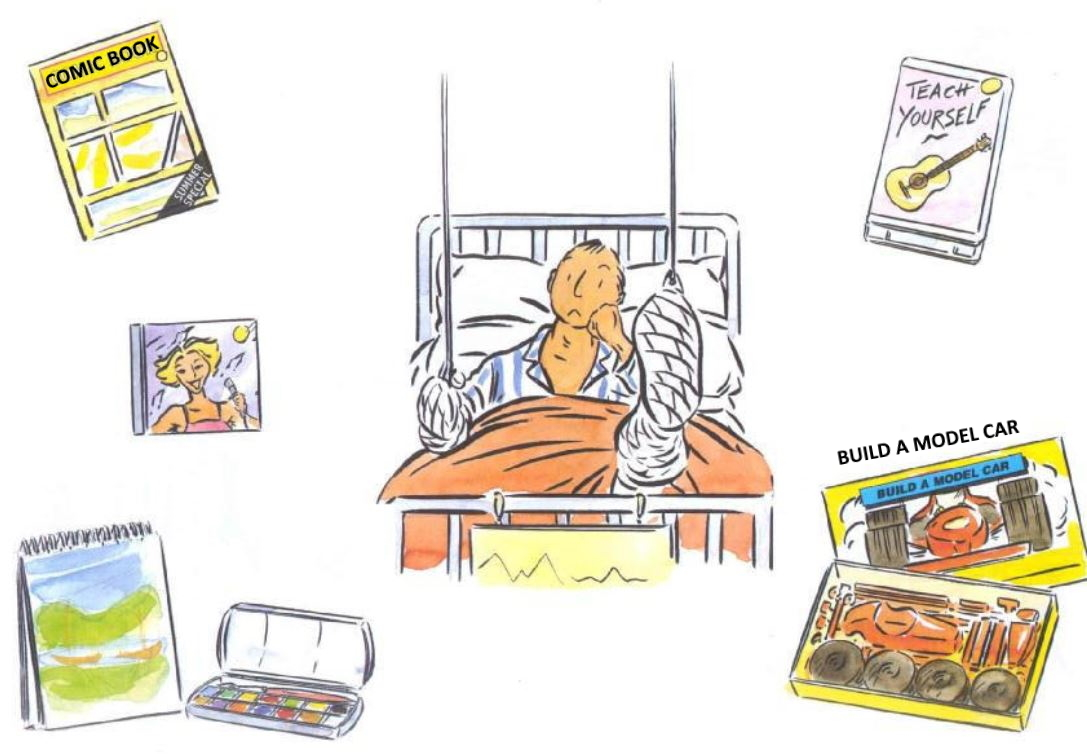 COMIC BOOK
SUMMER
SPECIAL
TEACH
YOURSELF
BUILD A MODEL CAR
BUILD A MODEL CAR